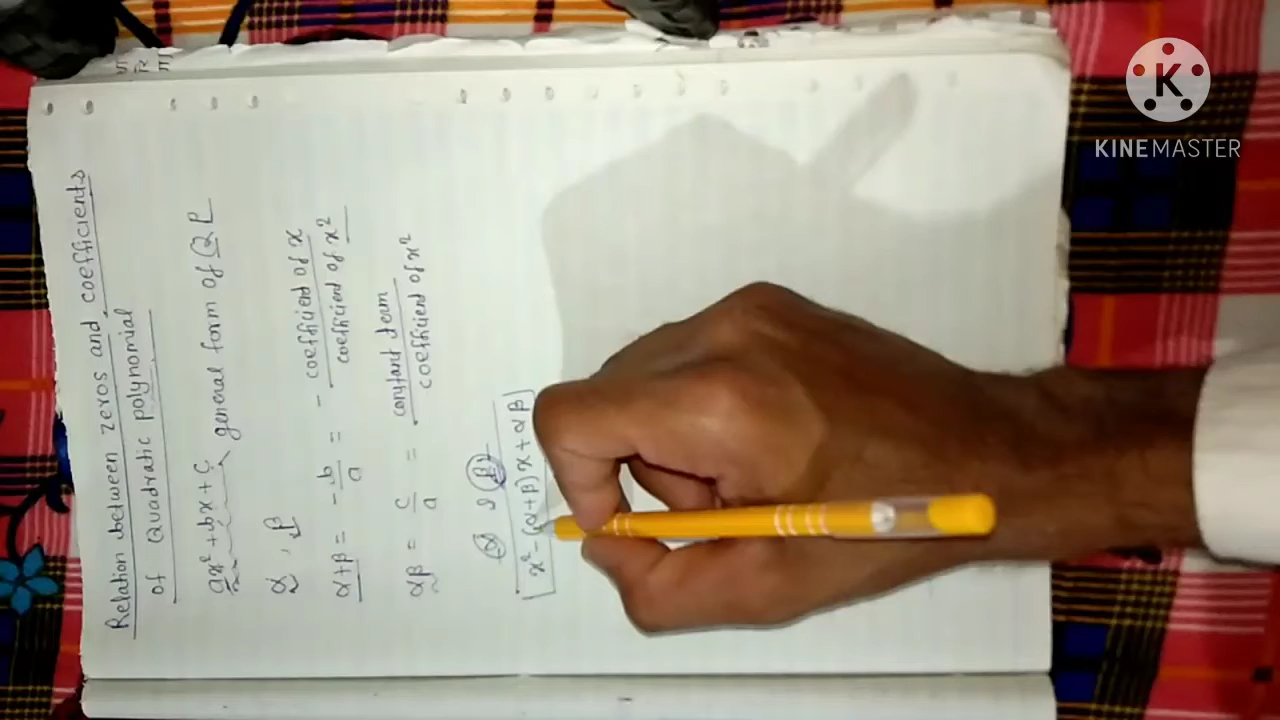 Relation between zeros and coefficients
of Quadratic polynomial
ax² + bx + c
general form of QP
α, β
α+β = -b/a = - coefficient of x / coefficient of x²
αβ = c/a = constant term / coefficient of x²
α β
x² - (α+β)x + αβ
KINEMASTER